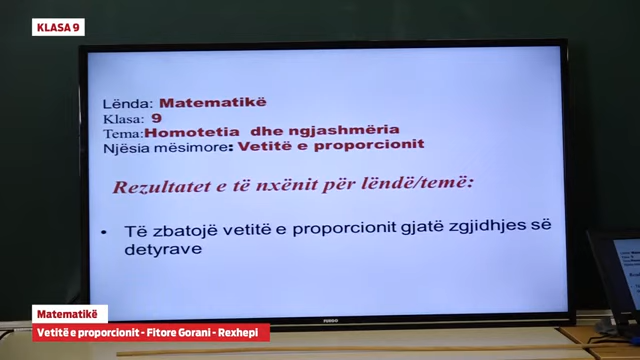 KLASA 9
Lënda: Matematikë
Klasa: 9
Tema:Homotetia dhe ngjashmëria
Njësia mësimore: Vetitë e proporcionit
Rezultatet e të nxënit për lëndë/temë:
• Të zbatojë vetitë e proporcionit gjatë zgjidhjes së
detyrave
Matematikë
Vetitë e proporcionit - Fitore Gorani - Rexhepi